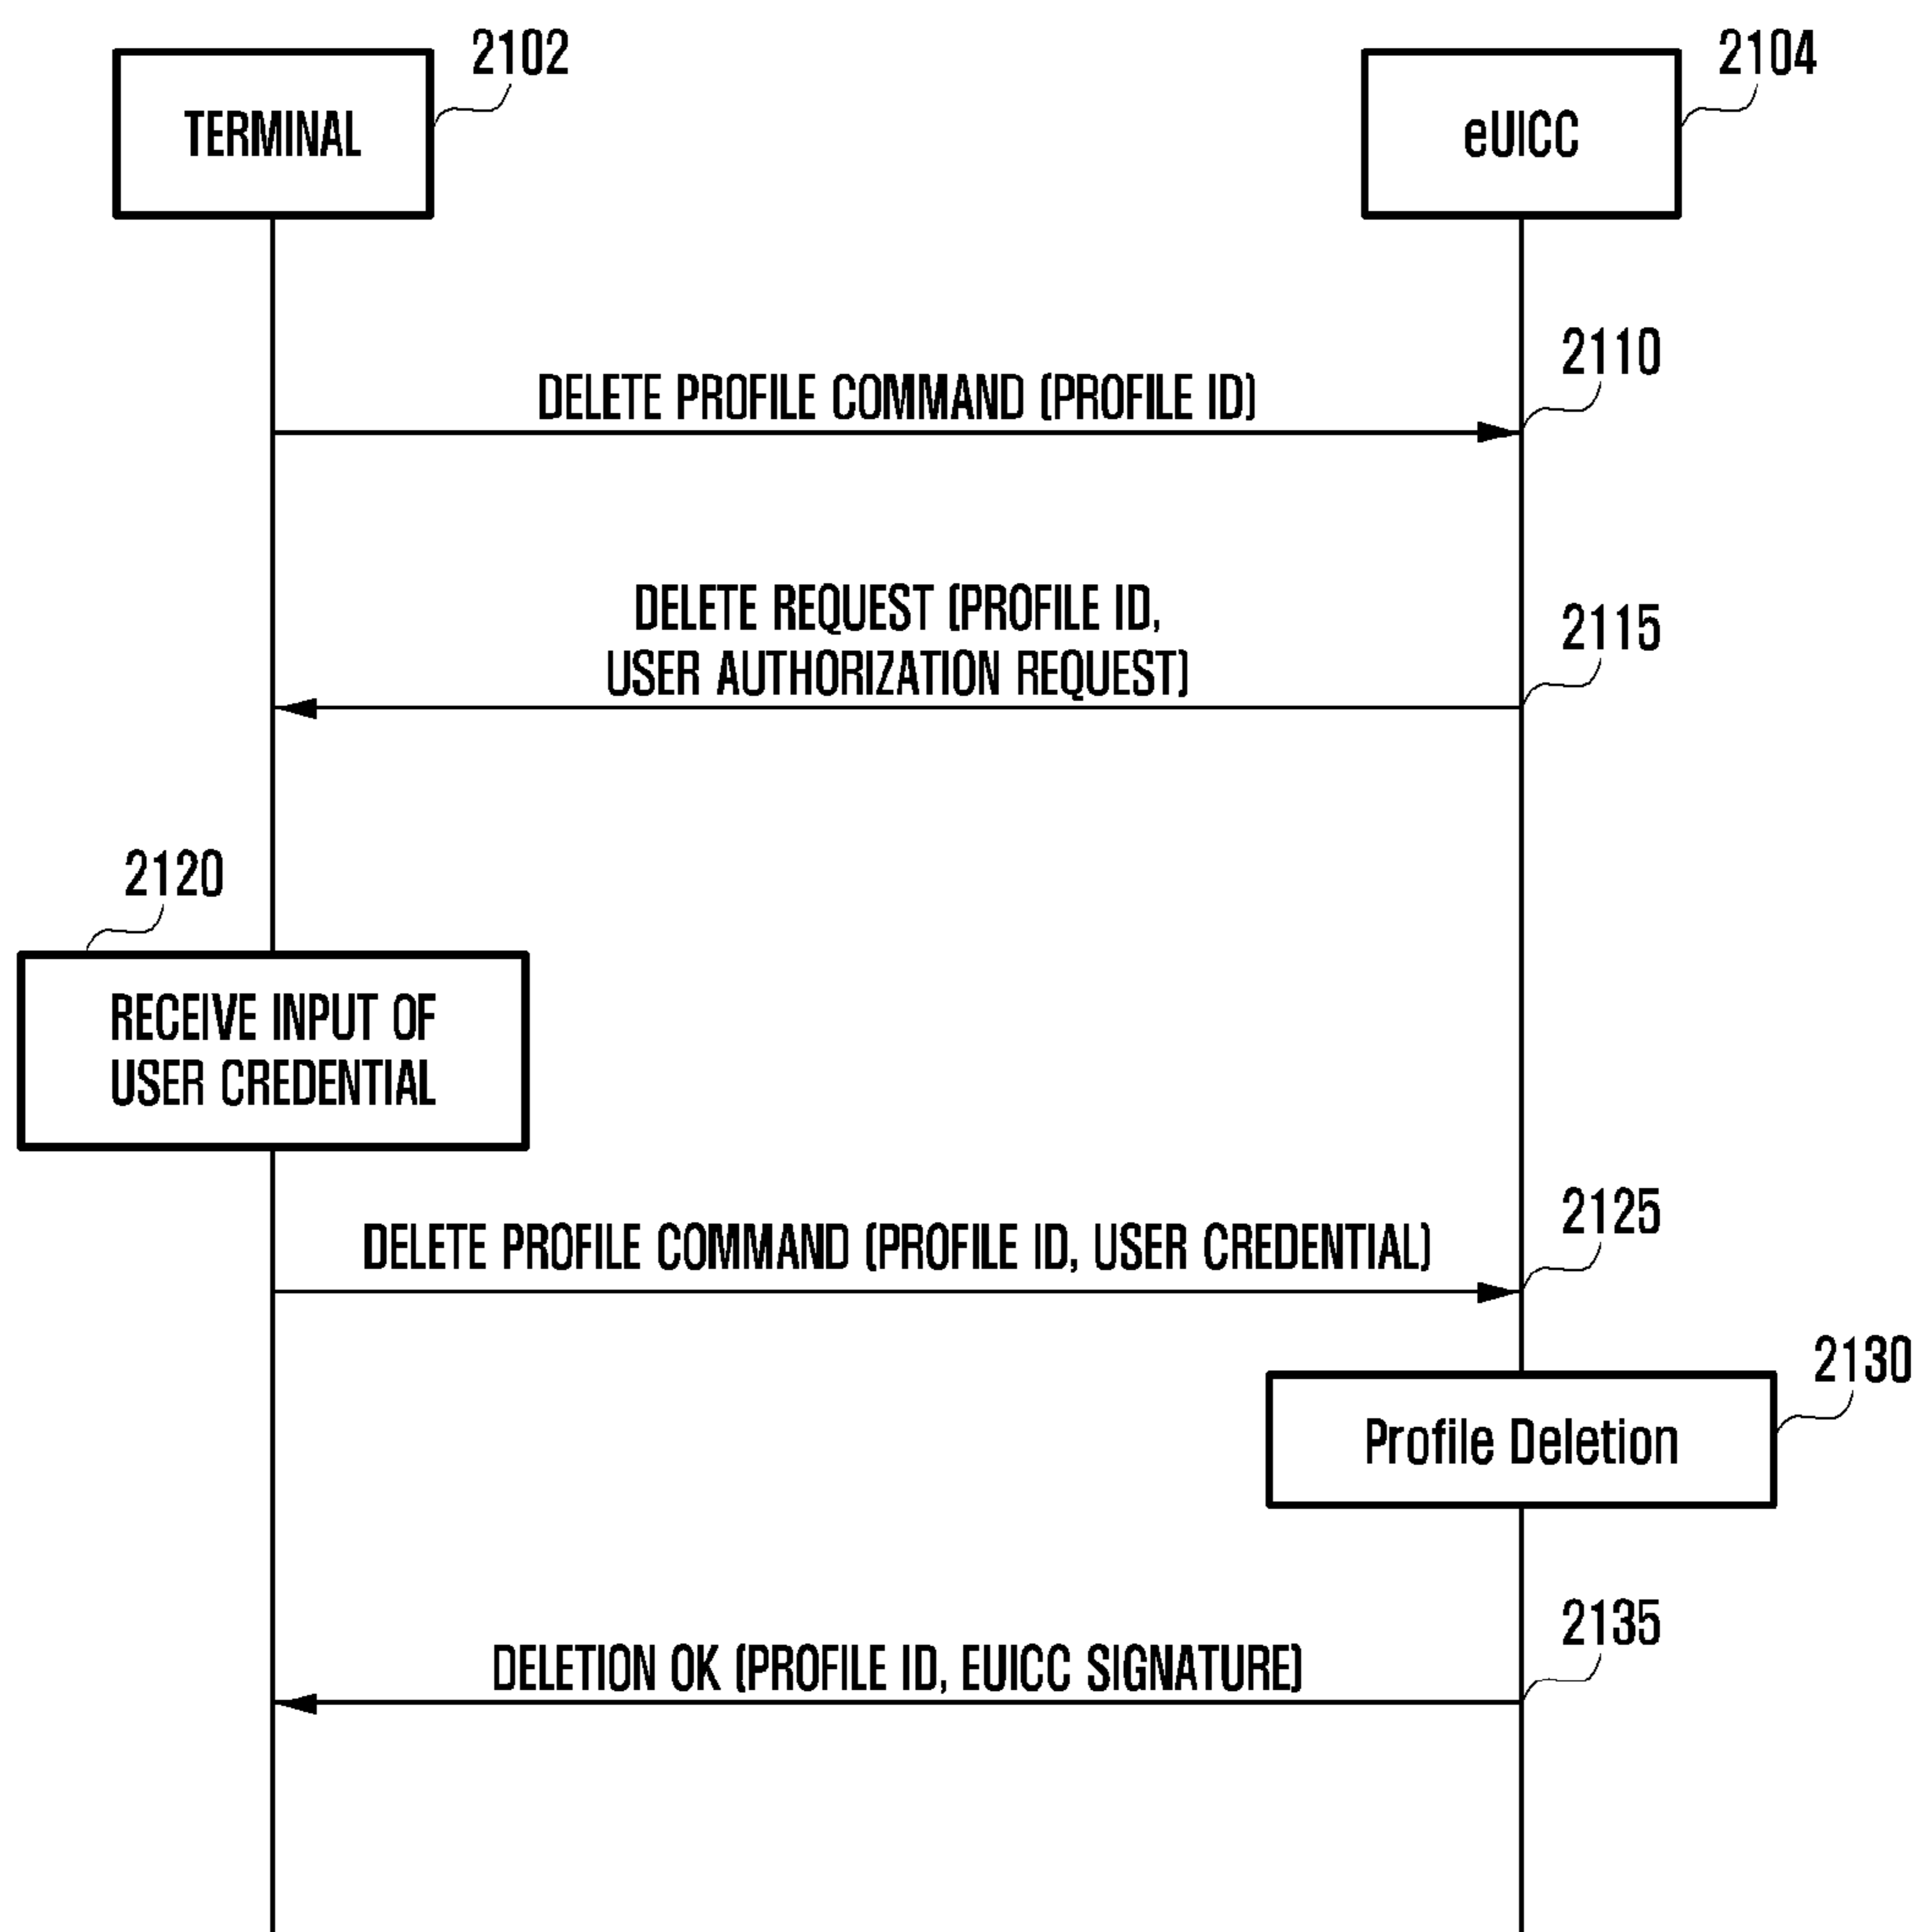 2102
2104
TERMINAL
eUICC
2110
DELETE PROFILE COMMAND (PROFILE ID)
DELETE REQUEST (PROFILE ID,
USER AUTHORIZATION REQUEST)
2115
2120
RECEIVE INPUT OF
USER CREDENTIAL
2125
DELETE PROFILE COMMAND (PROFILE ID, USER CREDENTIAL)
2130
Profile Deletion
2135
DELETION OK (PROFILE ID, EUICC SIGNATURE)